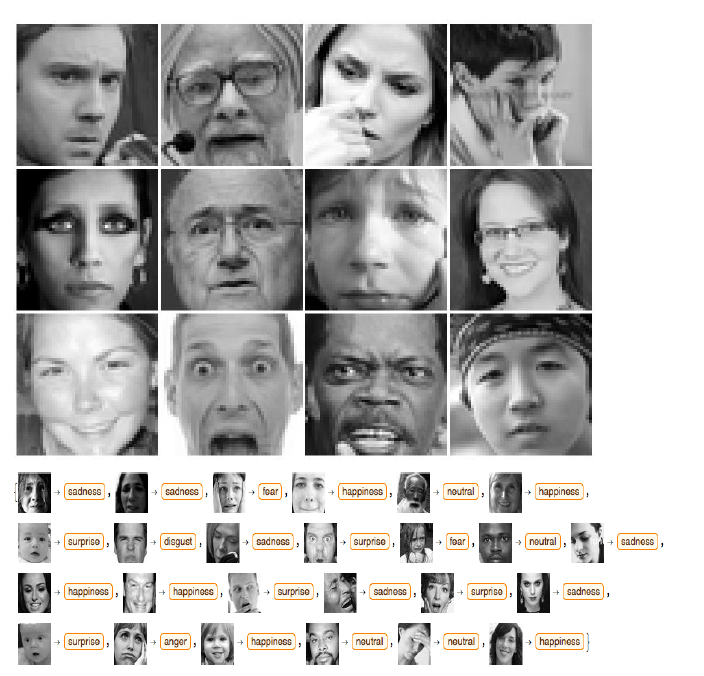 { → sadness , → sadness , → fear , → happiness , → neutral , → happiness ,
→ surprise , → disgust , → sadness , → surprise , → fear , → neutral , → sadness ,
→ happiness , → happiness , → surprise , → sadness , → surprise , → sadness ,
→ surprise , → anger , → happiness , → neutral , → neutral , → happiness }